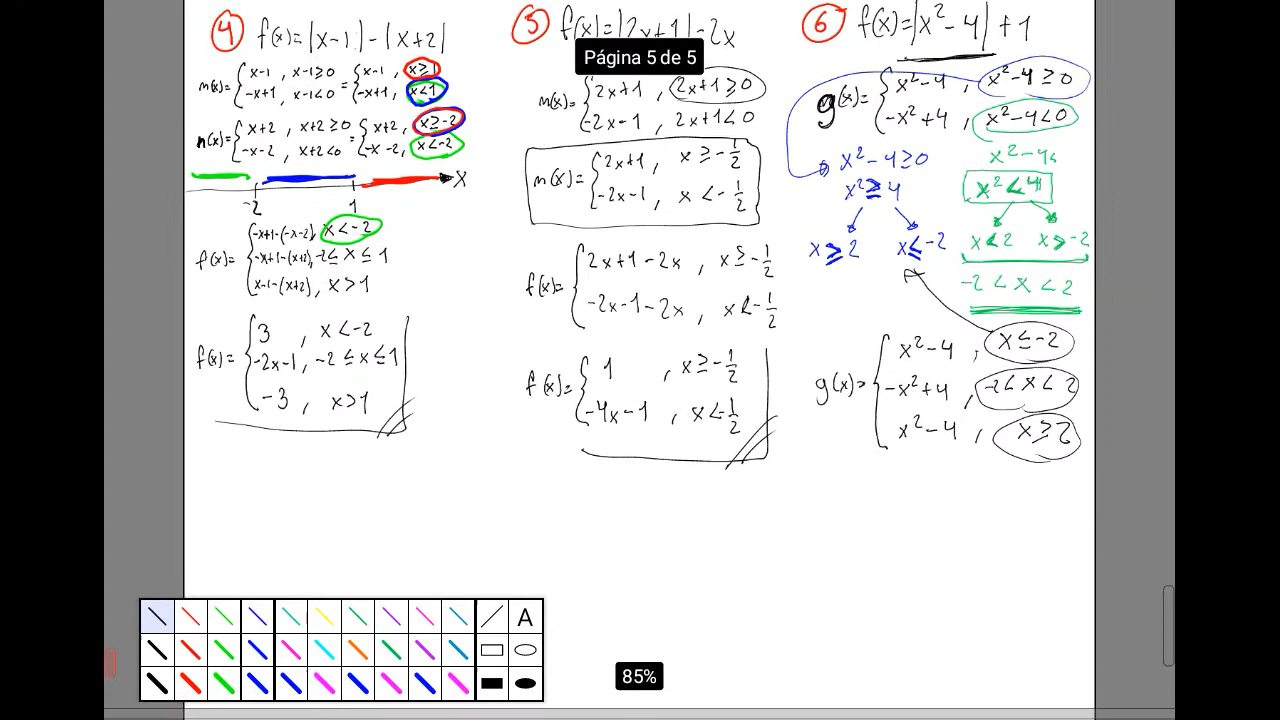 ④ f(x)=|x-1|-|x+2|
m(x)={x-1, x-1≥0 = {x-1, x≥1
-x+1, x-1<0 -x+1, x<1
n(x)={x+2, x+2≥0 = {x+2, x≥-2
-x-2, x+2<0 -x-2, x<-2
-2 1 x
f(x)={-x+1-(-x-2), x<-2
-x+1-(x+2), -2≤x≤1
x-1-(x+2), x>1
f(x)={3, x<-2
-2x-1, -2≤x≤1
-3, x>1
⑤ f(x)=|2x+1|-2x
Página 5 de 5
m(x)={2x+1, 2x+1≥0
-2x-1, 2x+1<0
m(x)={2x+1, x≥-1/2
-2x-1, x<-1/2
f(x)={2x+1-2x, x≥-1/2
-2x-1-2x, x<-1/2
f(x)={1, x≥-1/2
-4x-1, x<-1/2
⑥ f(x)=|x²-4|+1
g(x)={x²-4, x²-4≥0
-x²+4, x²-4<0
x²-4≥0
x²≥4
x≥2 x≤-2
x²-4<
x²<4
x<2 x>-2
-2<x<2
g(x)={x²-4, x≤-2
-x²+4, -2<x<2
x²-4, x≥2
A
85%